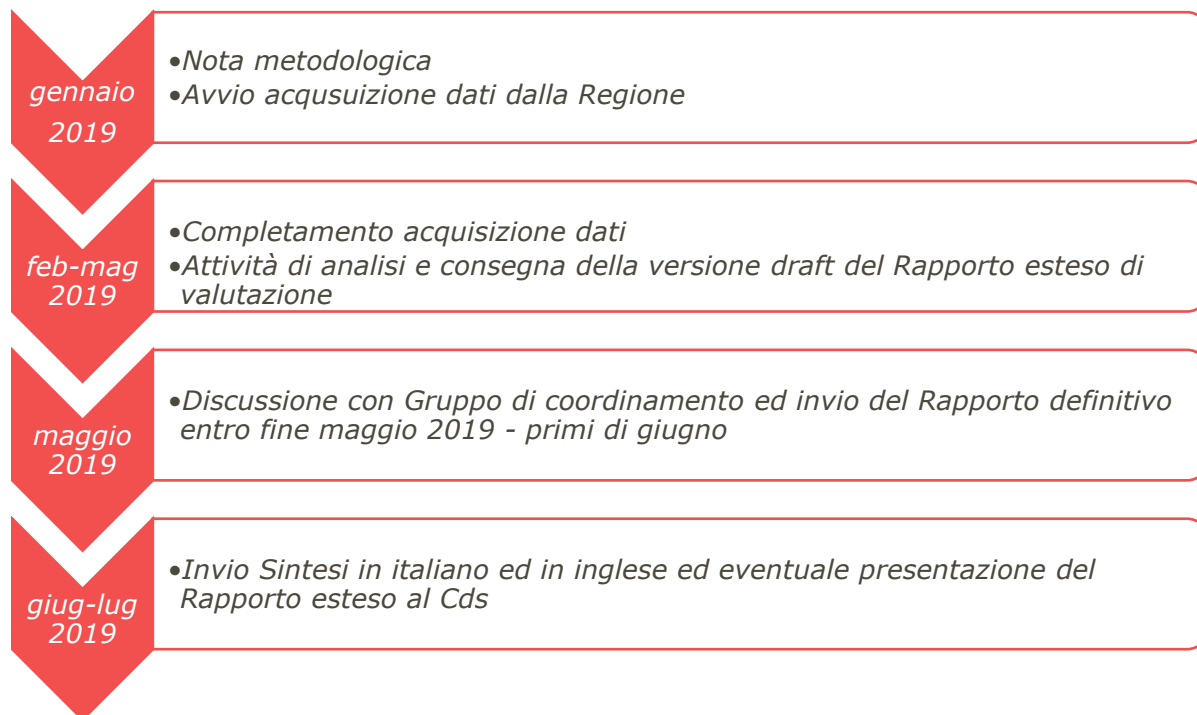 gennaio
2019
•Nota metodologica
•Avvio acqusuizione dati dalla Regione
feb-mag
2019
•Completamento acquisizione dati
•Attività di analisi e consegna della versione draft del Rapporto esteso di
valutazione
maggio
2019
•Discussione con Gruppo di coordinamento ed invio del Rapporto definitivo
entro fine maggio 2019 - primi di giugno
giug-lug
2019
•Invio Sintesi in italiano ed in inglese ed eventuale presentazione del
Rapporto esteso al Cds